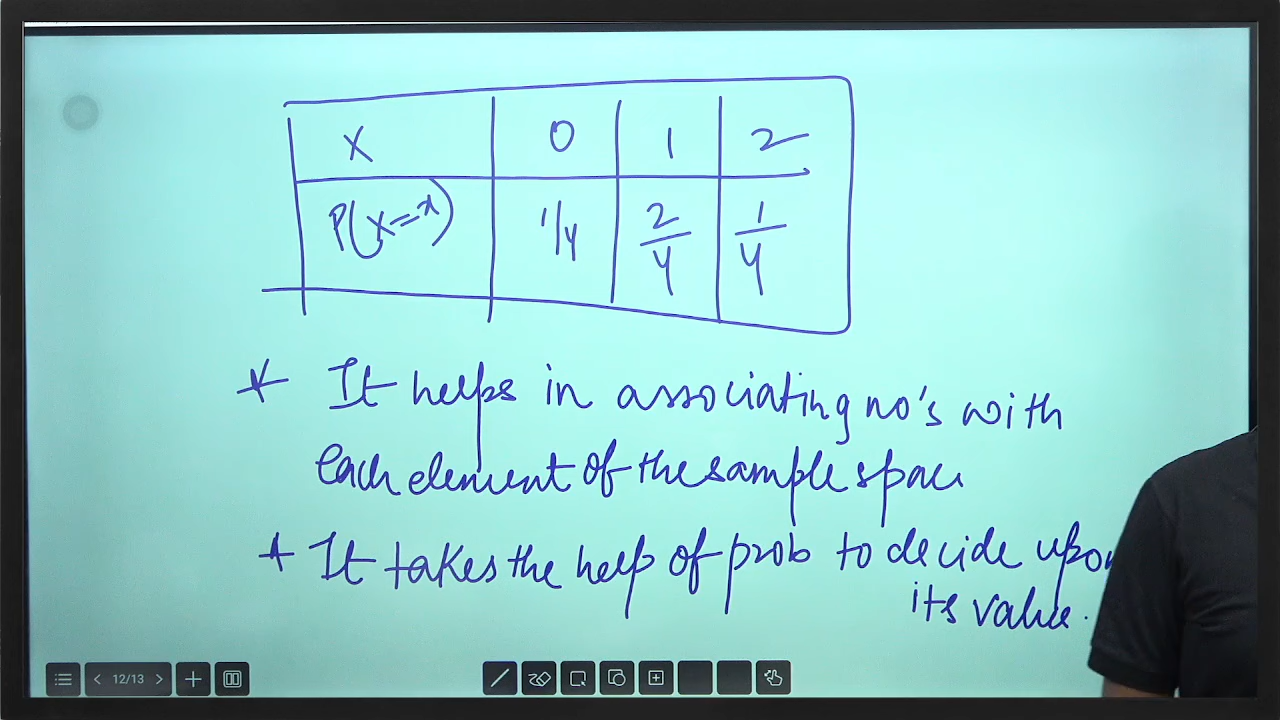 X 0 1 2
P(X=x) 1/4 2/4 1/4
* It helps in associating no's with
each element of the sample space
* It takes the help of prob to decide upon
its value.
12/13